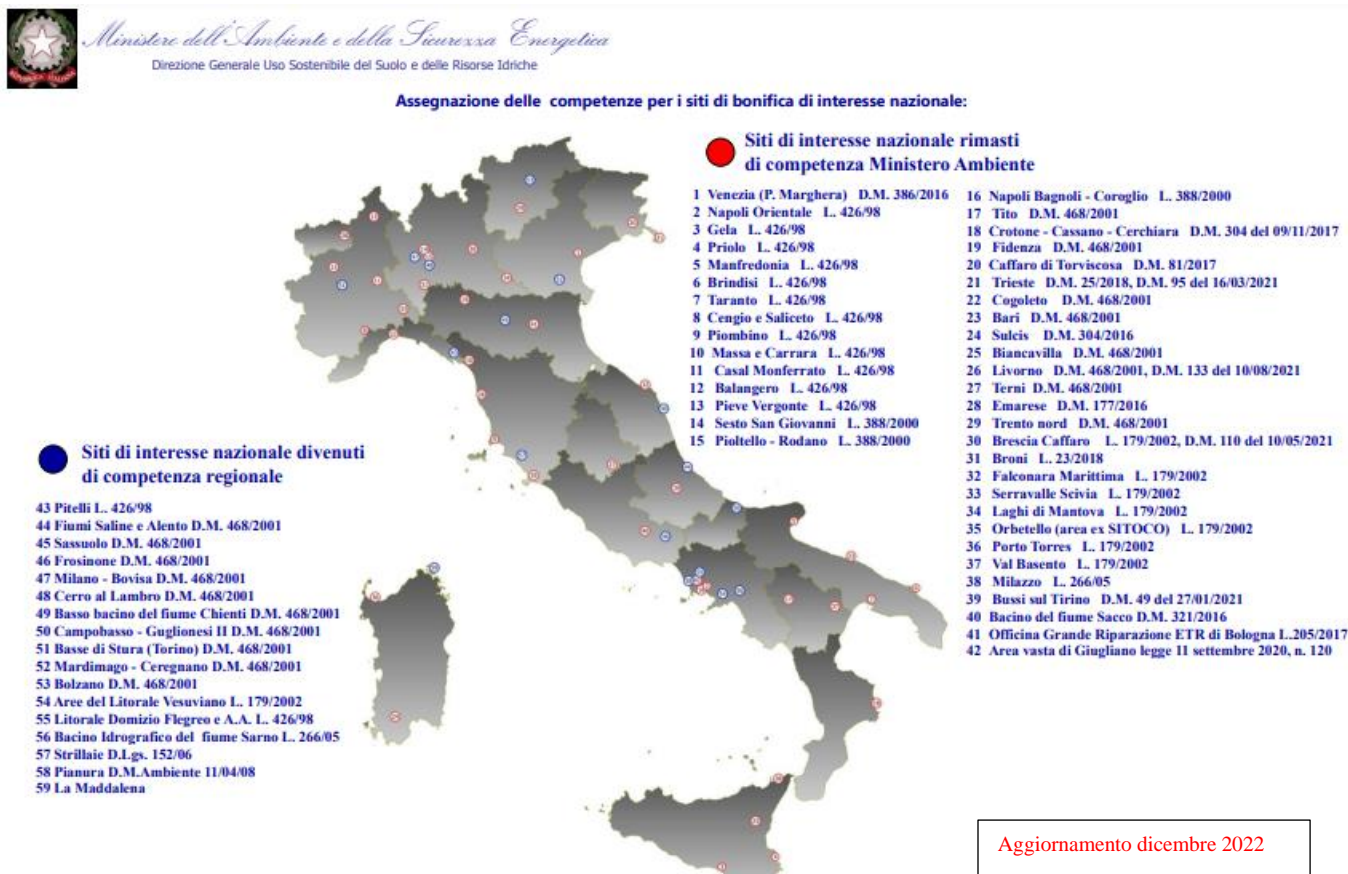 Ministero dell'Ambiente e della Sicurezza Energetica
Direzione Generale Uso Sostenibile del Suolo e delle Risorse Idriche
Assegnazione delle competenze per i siti di bonifica di interesse nazionale:
Siti di interesse nazionale rimasti
di competenza Ministero Ambiente
1 Venezia (P. Marghera) D.M. 386/2016
2 Napoli Orientale L. 426/98
3 Gela L. 426/98
4 Priolo L. 426/98
5 Manfredonia L. 426/98
6 Brindisi L. 426/98
7 Taranto L. 426/98
8 Cengio e Saliceto L. 426/98
9 Piombino L. 426/98
10 Massa e Carrara L. 426/98
11 Casal Monferrato L. 426/98
12 Balangero L. 426/98
13 Pieve Vergonte L. 426/98
14 Sesto San Giovanni L. 388/2000
15 Pioltello - Rodano L. 388/2000
16 Napoli Bagnoli - Coroglio L. 388/2000
17 Tito D.M. 468/2001
18 Crotone - Cassano - Cerchiara D.M. 304 del 09/11/2017
19 Fidenza D.M. 468/2001
20 Caffaro di Torviscosa D.M. 81/2017
21 Trieste D.M. 25/2018, D.M. 95 del 16/03/2021
22 Cogoleto D.M. 468/2001
23 Bari D.M. 468/2001
24 Sulcis D.M. 304/2016
25 Biancavilla D.M. 468/2001
26 Livorno D.M. 468/2001, D.M. 133 del 10/08/2021
27 Terni D.M. 468/2001
28 Emarese D.M. 177/2016
29 Trento nord D.M. 468/2001
30 Brescia Caffaro L. 179/2002, D.M. 110 del 10/05/2021
31 Broni L. 23/2018
32 Falconara Marittima L. 179/2002
33 Serravalle Scivia L. 179/2002
34 Laghi di Mantova L. 179/2002
35 Orbetello (area ex SITOCO) L. 179/2002
36 Porto Torres L. 179/2002
37 Val Basento L. 179/2002
38 Milazzo L. 266/05
39 Bussi sul Tirino D.M. 49 del 27/01/2021
40 Bacino del fiume Sacco D.M. 321/2016
41 Officina Grande Riparazione ETR di Bologna L.205/2017
42 Area vasta di Giugliano legge 11 settembre 2020, n. 120
Siti di interesse nazionale divenuti
di competenza regionale
43 Pitelli L. 426/98
44 Fiumi Saline e Alento D.M. 468/2001
45 Sassuolo D.M. 468/2001
46 Frosinone D.M. 468/2001
47 Milano - Bovisa D.M. 468/2001
48 Cerro al Lambro D.M. 468/2001
49 Basso bacino del fiume Chienti D.M. 468/2001
50 Campobasso - Guglionesi II D.M. 468/2001
51 Basse di Stura (Torino) D.M. 468/2001
52 Mardimago - Ceregnano D.M. 468/2001
53 Bolzano D.M. 468/2001
54 Aree del Litorale Vesuviano L. 179/2002
55 Litorale Domizio Flegreo e A.A. L. 426/98
56 Bacino Idrografico del fiume Sarno L. 266/05
57 Strillaie D.Lgs. 152/06
58 Pianura D.M.Ambiente 11/04/08
59 La Maddalena
Aggiornamento dicembre 2022